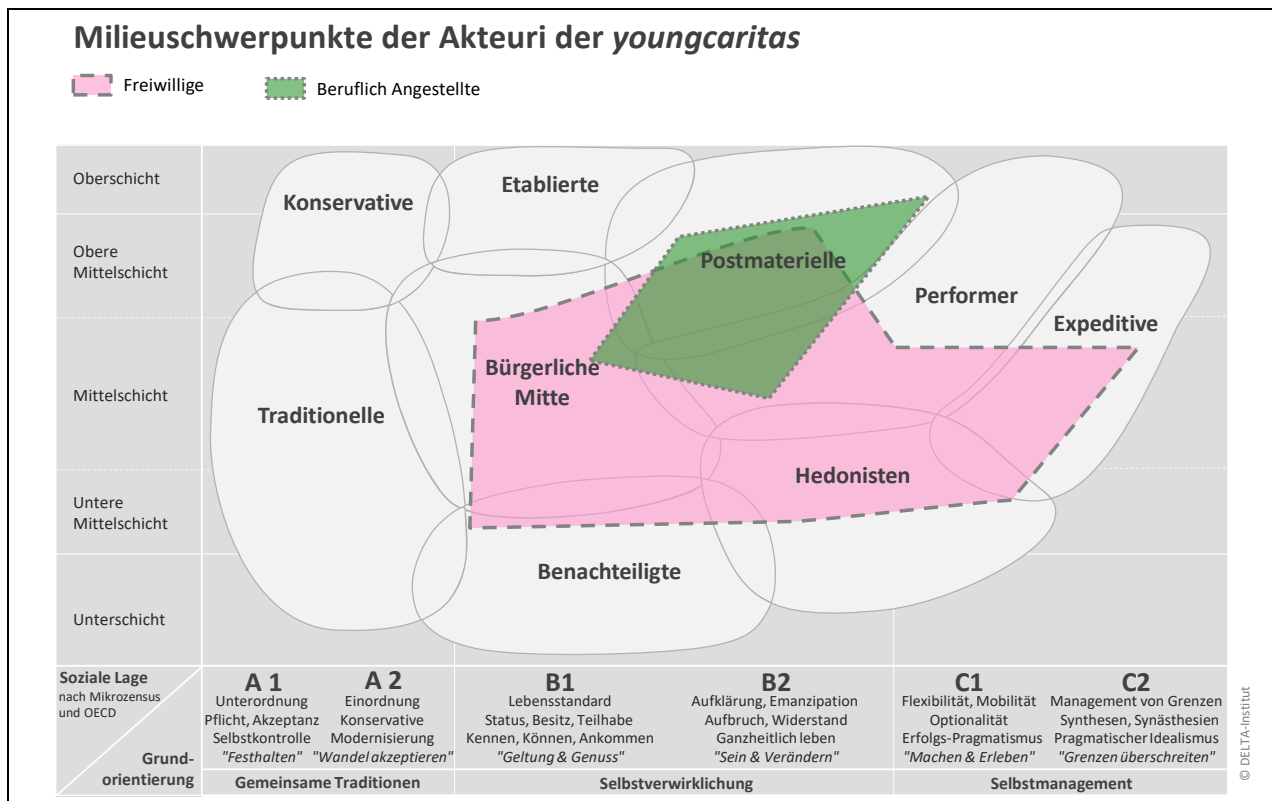 Milieuschwerpunkte der Akteuri der youngcaritas
Freiwillige
Beruflich Angestellte
Oberschicht
Obere
Mittelschicht
Mittelschicht
Untere
Mittelschicht
Unterschicht
Konservative
Etablierte
Postmaterielle
Performer
Expeditive
Bürgerliche
Mitte
Traditionelle
Hedonisten
Benachteiligte
Soziale Lage
nach Mikrozensus
und OECD
Grund-
orientierung
A 1
Unterordnung
Pflicht, Akzeptanz
Selbstkontrolle
"Festhalten"
A 2
Einordnung
Konservative
Modernisierung
"Wandel akzeptieren"
B1
Lebensstandard
Status, Besitz, Teilhabe
Kennen, Können, Ankommen
"Geltung & Genuss"
B2
Aufklärung, Emanzipation
Aufbruch, Widerstand
Ganzheitlich leben
"Sein & Verändern"
C1
Flexibilität, Mobilität
Optionalität
Erfolgs-Pragmatismus
"Machen & Erleben"
C2
Management von Grenzen
Synthesen, Synästhesien
Pragmatischer Idealismus
"Grenzen überschreiten"
Gemeinsame Traditionen
Selbstverwirklichung
Selbstmanagement
© DELTA-Institut